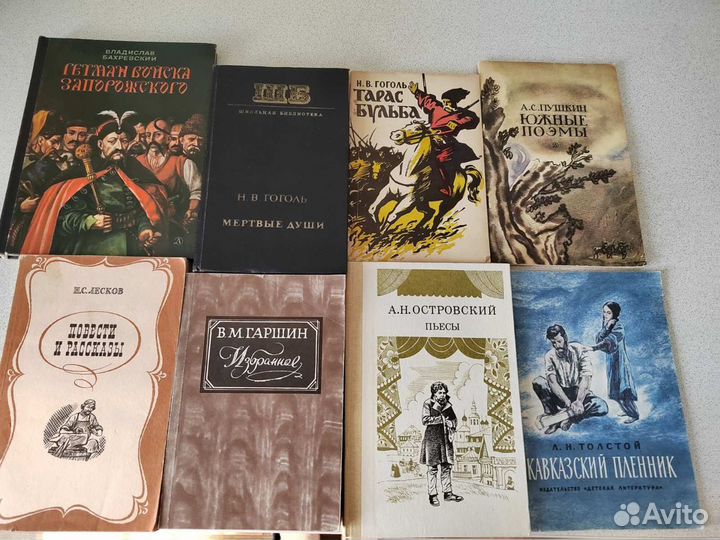 ВЛАДИСЛАВ
БАХРЕВСКИЙ
ГЕТМАН ВОЙСКА
ЗАПОРОЖСКОГО
ШБ
ШКОЛЬНАЯ БИБЛИОТЕКА
Н. В. ГОГОЛЬ
МЕРТВЫЕ ДУШИ
Н. В. ГОГОЛЬ
ТАРАС
БУЛЬБА
А.С.ПУШКИН
ЮЖНЫЕ
ПОЭМЫ
Н.С.ЛЕСКОВ
ПОВЕСТИ
И РАССКАЗЫ
В.М.ГАРШИН
Избранное
А.Н.ОСТРОВСКИЙ
ПЬЕСЫ
Л.Н.ТОЛСТОЙ
КАВКАЗСКИЙ ПЛЕННИК
ИЗДАТЕЛЬСТВО «ДЕТСКАЯ ЛИТЕРАТУРА»
Avito